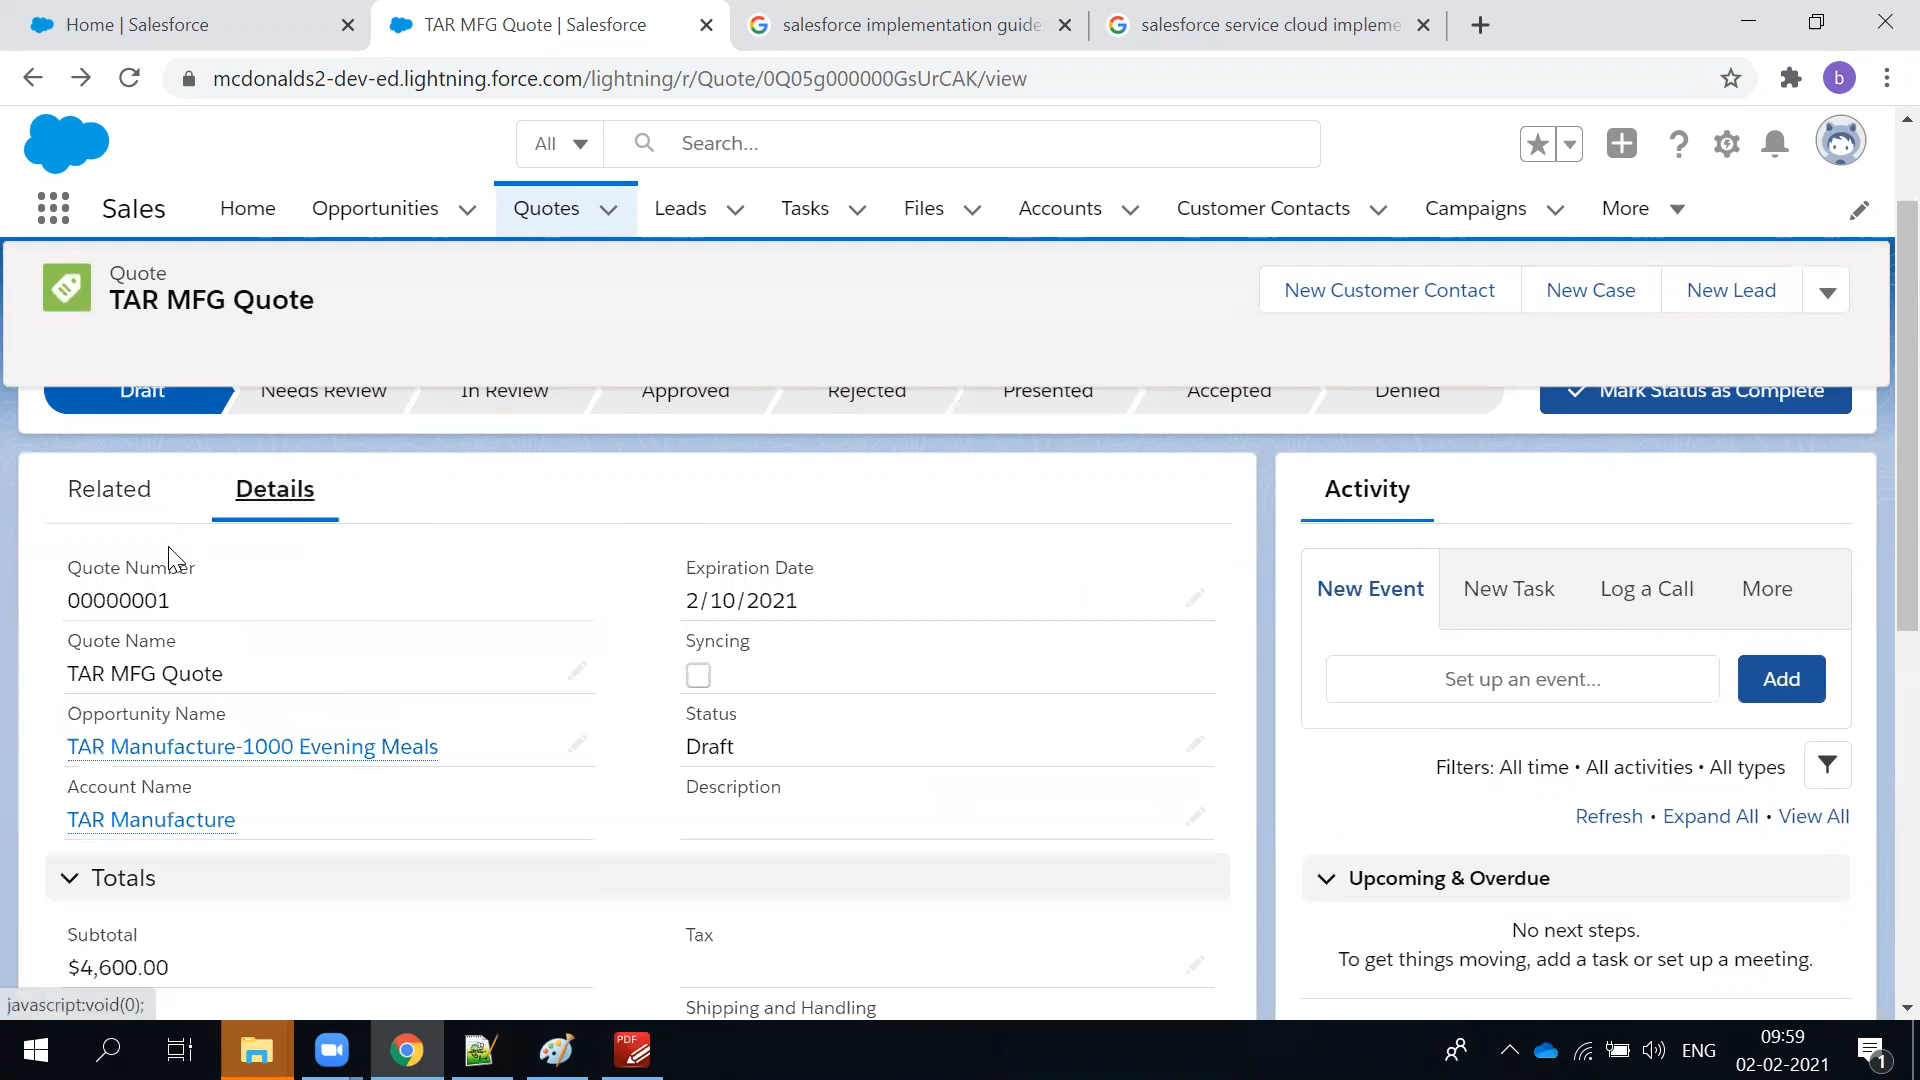 Home | Salesforce
TAR MFG Quote | Salesforce
salesforce implementation guide
salesforce service cloud impleme
mcdonalds2-dev-ed.lightning.force.com/lightning/r/Quote/0Q05g000000GsUrCAK/view
b
All
Search...
Sales
Home
Opportunities
Quotes
Leads
Tasks
Files
Accounts
Customer Contacts
Campaigns
More
Quote
TAR MFG Quote
New Customer Contact
New Case
New Lead
Draft
Needs Review
In Review
Approved
Rejected
Presented
Accepted
Denied
Mark Status as Complete
Related
Details
Quote Number
00000001
Expiration Date
2/10/2021
Quote Name
TAR MFG Quote
Syncing
Opportunity Name
TAR Manufacture-1000 Evening Meals
Status
Draft
Account Name
TAR Manufacture
Description
Totals
Subtotal
$4,600.00
Tax
Shipping and Handling
Activity
New Event
New Task
Log a Call
More
Set up an event...
Add
Filters: All time • All activities • All types
Refresh • Expand All • View All
Upcoming & Overdue
No next steps.
To get things moving, add a task or set up a meeting.
javascript:void(0);
PDF
ENG
09:59
02-02-2021
1